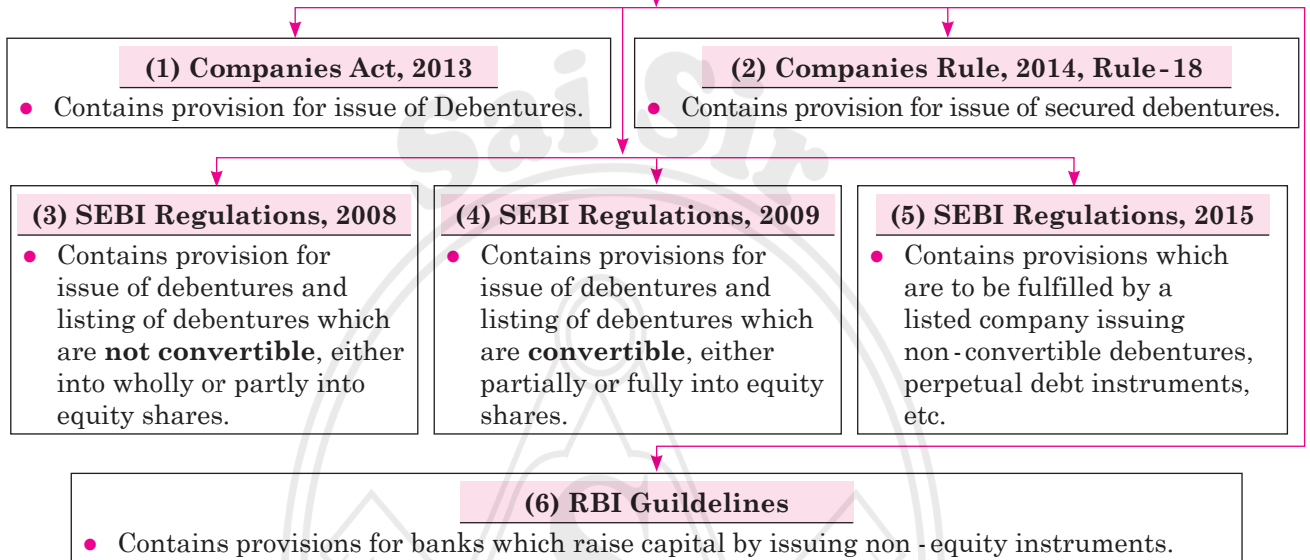 (1) Companies Act, 2013
● Contains provision for issue of Debentures.
(2) Companies Rule, 2014, Rule-18
● Contains provision for issue of secured debentures.
Sai Sir
(3) SEBI Regulations, 2008
● Contains provision for
issue of debentures and
listing of debentures which
are not convertible, either
into wholly or partly into
equity shares.
(4) SEBI Regulations, 2009
● Contains provisions for
issue of debentures and
listing of debentures which
are convertible, either
partially or fully into equity
shares.
(5) SEBI Regulations, 2015
● Contains provisions which
are to be fulfilled by a
listed company issuing
non-convertible debentures,
perpetual debt instruments,
etc.
(6) RBI Guildelines
● Contains provisions for banks which raise capital by issuing non-equity instruments.